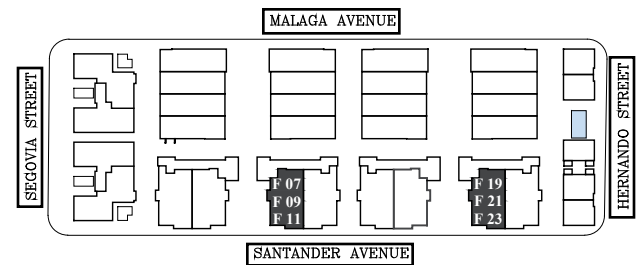 MALAGA AVENUE
SEGOVIA STREET
HERNANDO STREET
F 07
F 09
F 11
F 19
F 21
F 23
SANTANDER AVENUE